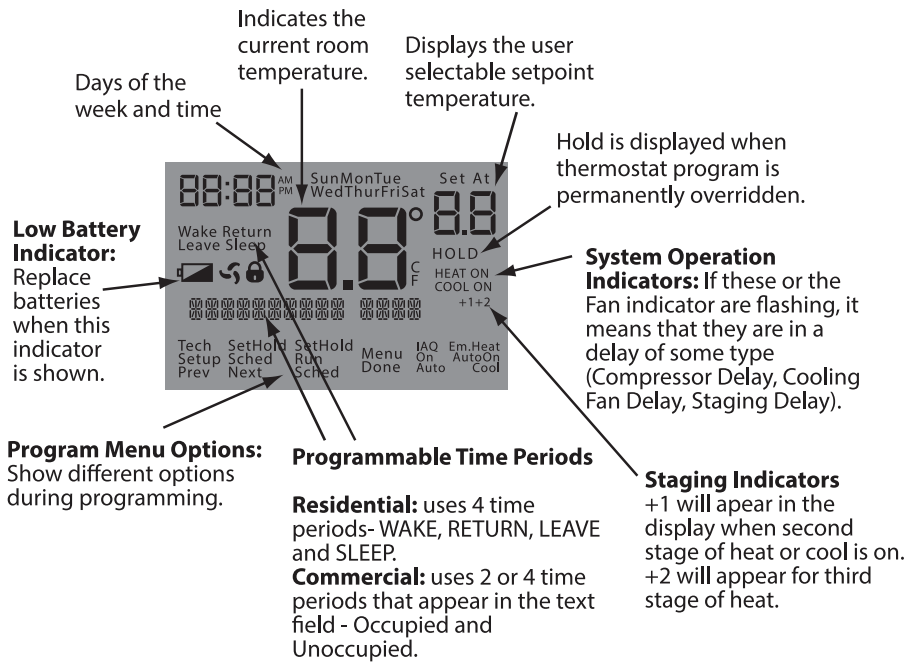 Indicates the
current room
temperature.
Displays the user
selectable setpoint
temperature.
Days of the
week and time
Hold is displayed when
thermostat program is
permanently overridden.
88:88 AM
PM
SunMonTue
WedThurFriSat
Set At
8.8
Wake Return
Leave Sleep
8.8°
C
F
HOLD
HEAT ON
COOL ON
+1+2
Tech SetHold SetHold
Setup Sched Run
Prev Next Sched
Menu
Done
IAQ
On
Auto
Em.Heat
AutoOn
Cool
Low Battery
Indicator:
Replace
batteries
when this
indicator
is shown.
System Operation
Indicators: If these or the
Fan indicator are flashing, it
means that they are in a
delay of some type
(Compressor Delay, Cooling
Fan Delay, Staging Delay).
Program Menu Options:
Show different options
during programming.
Programmable Time Periods
Residential: uses 4 time
periods- WAKE, RETURN, LEAVE
and SLEEP.
Commercial: uses 2 or 4 time
periods that appear in the text
field - Occupied and
Unoccupied.
Staging Indicators
+1 will apear in the
display when second
stage of heat or cool is on.
+2 will appear for third
stage of heat.